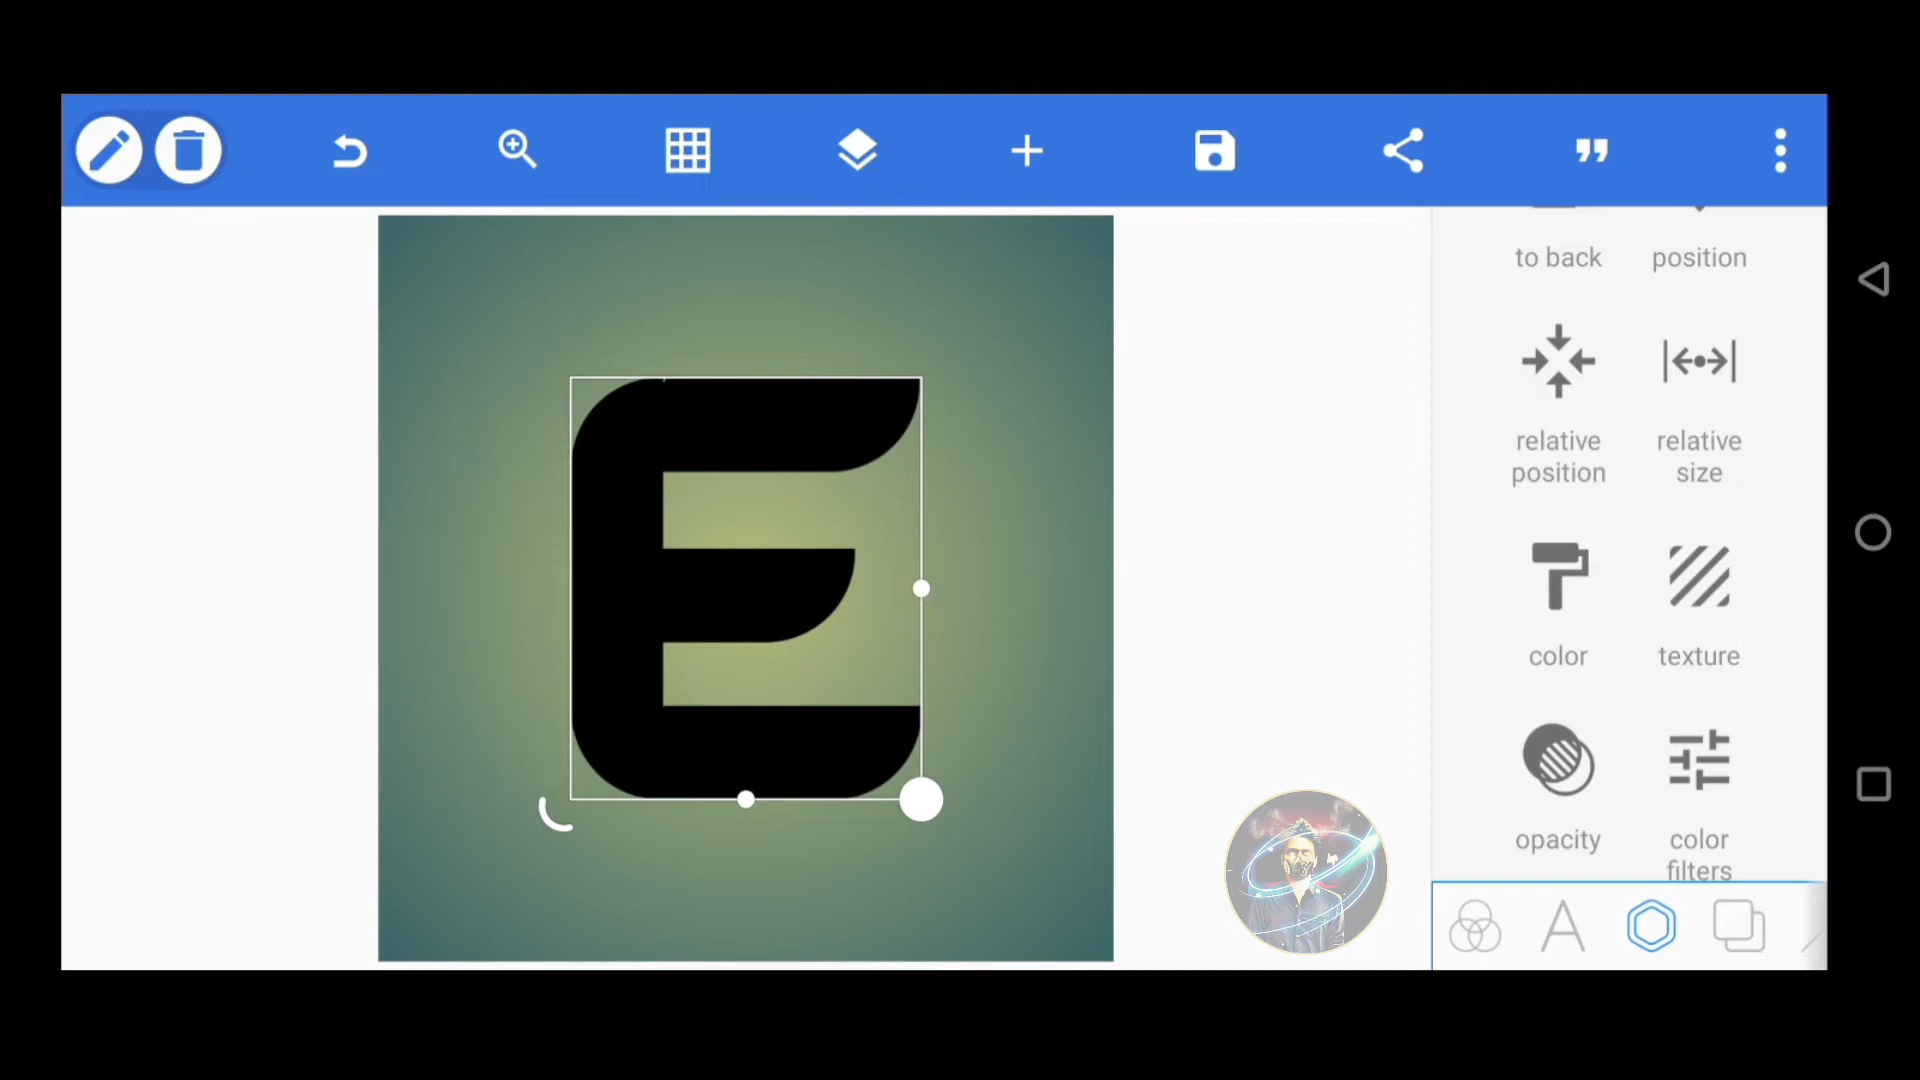 to back
position
relative
position
relative
size
color
texture
opacity
color
filters
E